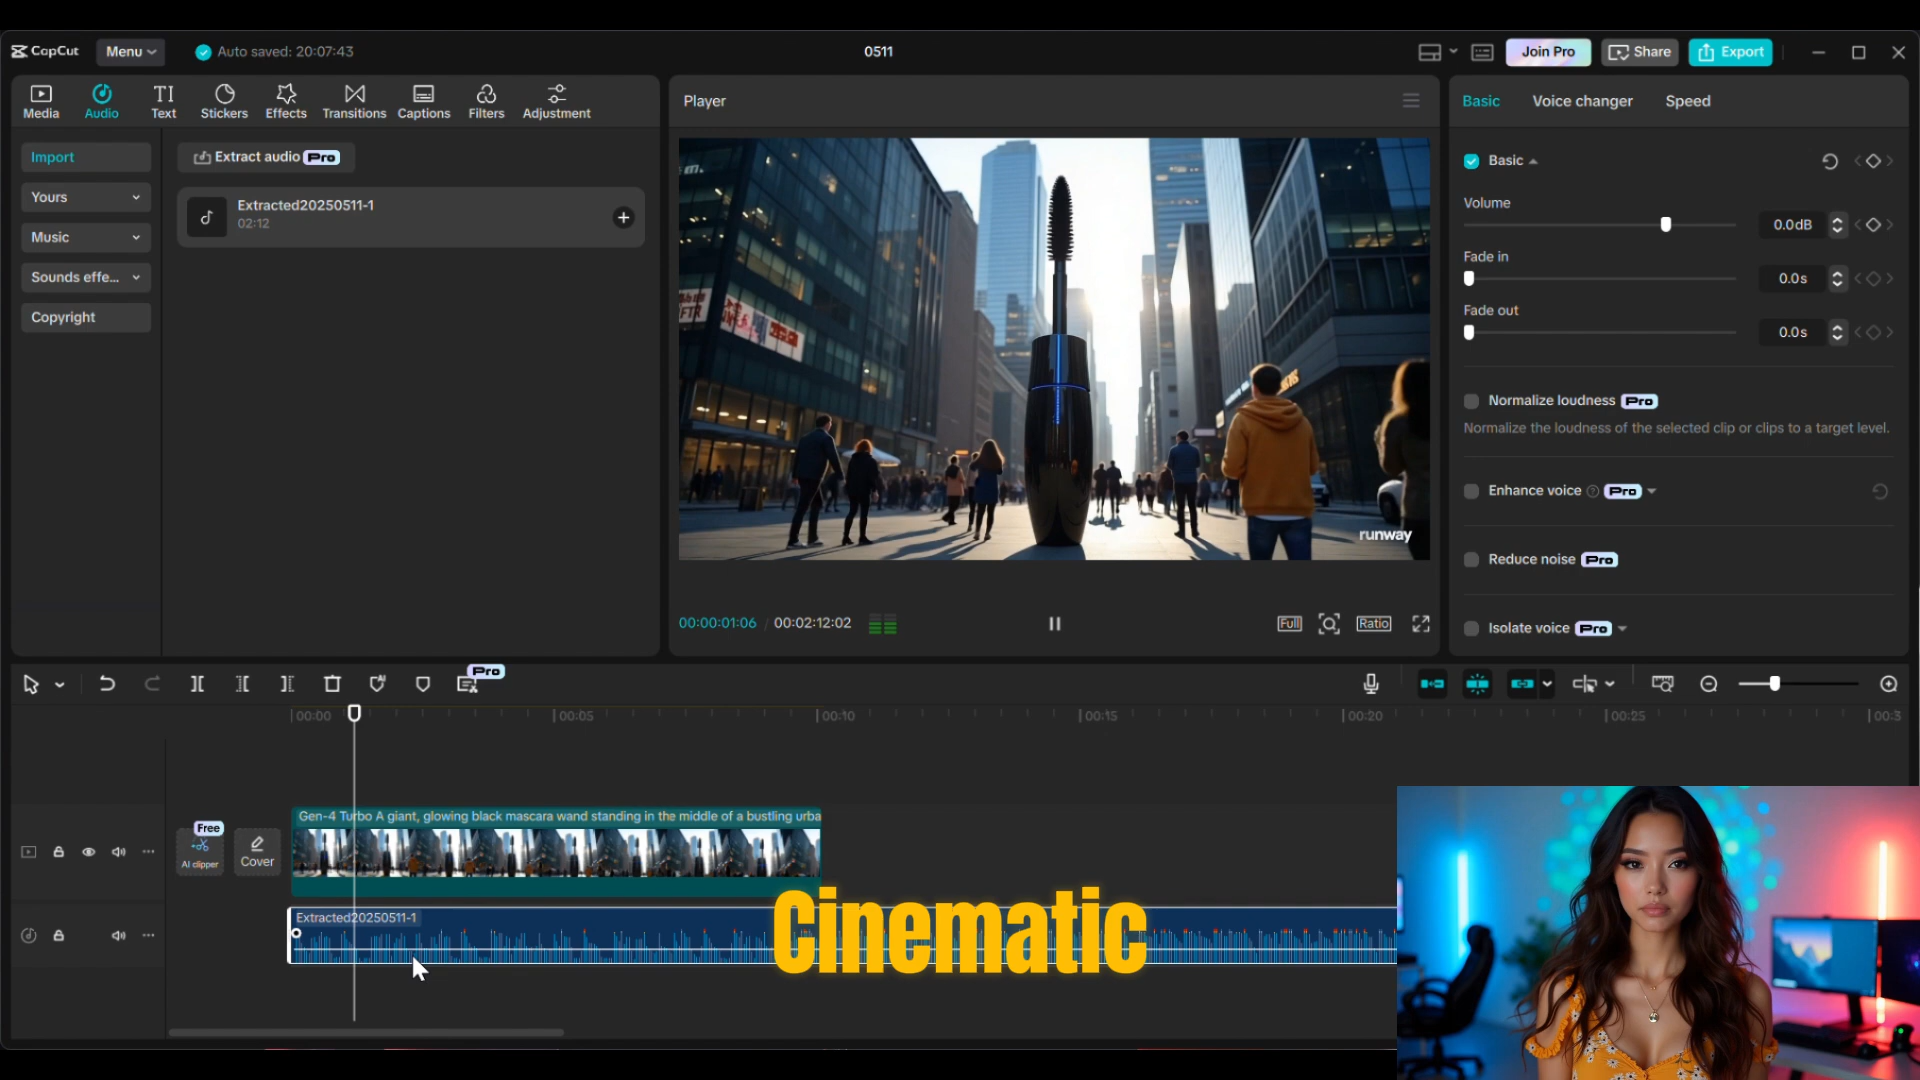 CapCut
Menu
Auto saved: 20:07:43
0511
Join Pro
Share
Export
Media
Audio
Text
Stickers
Effects
Transitions
Captions
Filters
Adjustment
Import
Yours
Music
Sounds effe...
Copyright
Extract audio Pro
Extracted20250511-1
02:12
Player
runway
00:00:01:06 / 00:02:12:02
Full
Ratio
Basic
Voice changer
Speed
Basic
Volume
0.0dB
Fade in
0.0s
Fade out
0.0s
Normalize loudness Pro
Normalize the loudness of the selected clip or clips to a target level.
Enhance voice Pro
Reduce noise Pro
Isolate voice Pro
Pro
00:00
00:05
00:10
00:15
00:20
00:25
00:3
Free
AI clipper
Cover
Gen-4 Turbo A giant, glowing black mascara wand standing in the middle of a bustling urba
Extracted20250511-1
Cinematic